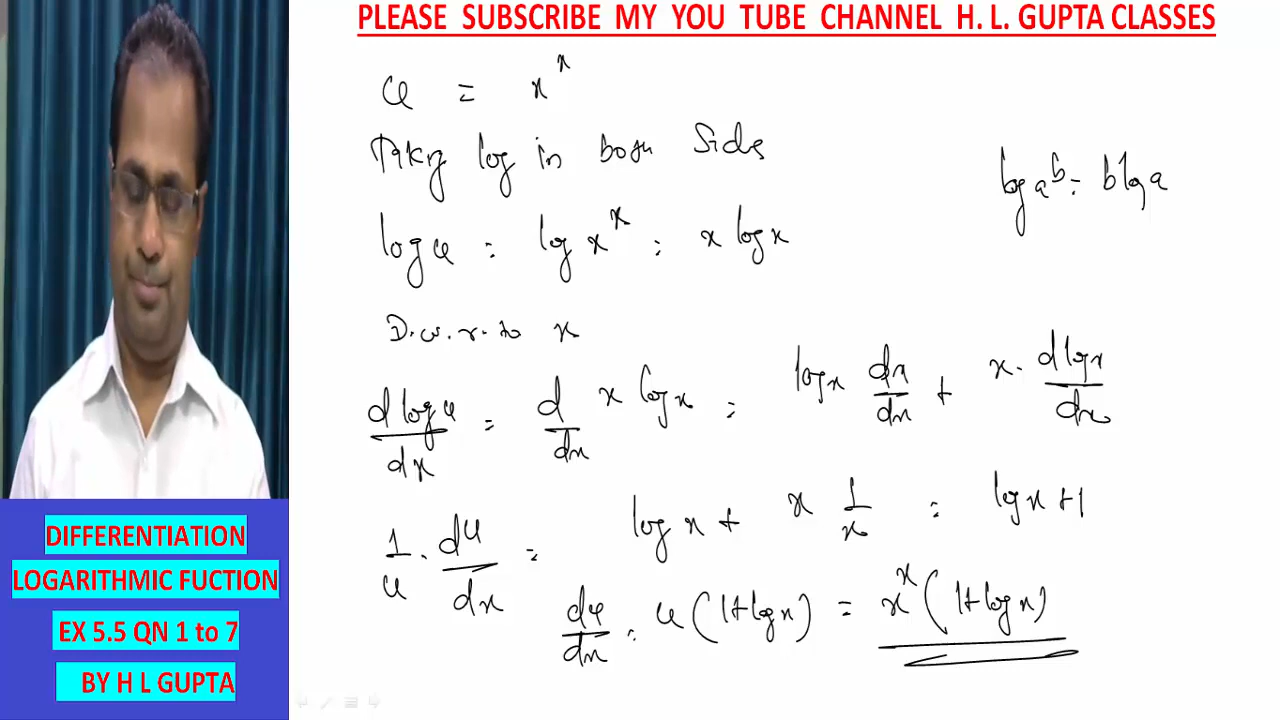 PLEASE SUBSCRIBE MY YOU TUBE CHANNEL H. L. GUPTA CLASSES
u = x^x
Taking log in both Side
log a^b = b log a
log u = log x^x = x log x
D.w.r.to x
d log u/dx = d/dx x log x = log x dx/dx + x · d log x/dx
1/u · du/dx = log x + x 1/x = log x + 1
du/dx = u (1 + log x) = x^x (1 + log x)
DIFFERENTIATION
LOGARITHMIC FUCTION
EX 5.5 QN 1 to 7
BY H L GUPTA